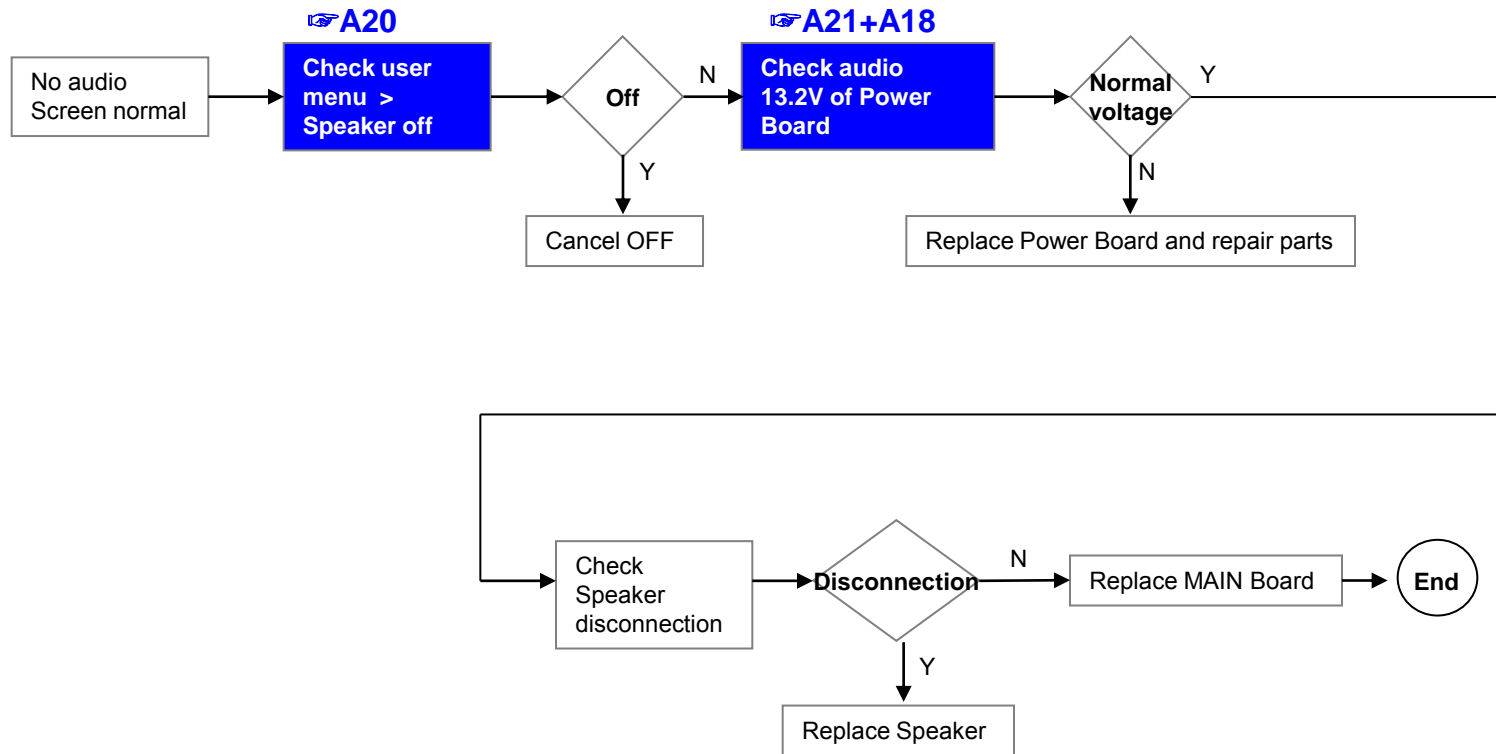 ☞A20
☞A21+A18
No audio
Screen normal
Check user
menu >
Speaker off
Off
N
Check audio
13.2V of Power
Board
Normal
voltage
Y
Y
N
Cancel OFF
Replace Power Board and repair parts
Check
Speaker
disconnection
Disconnection
N
Replace MAIN Board
End
Y
Replace Speaker